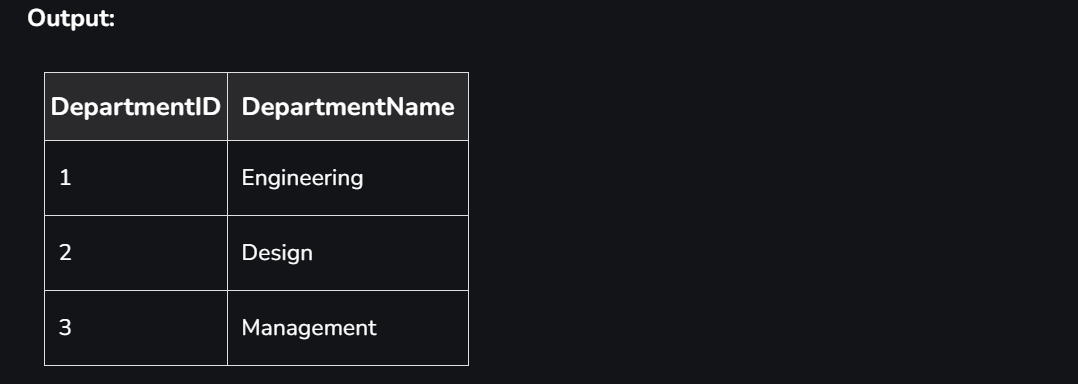 Output:
DepartmentID DepartmentName
1 Engineering
2 Design
3 Management